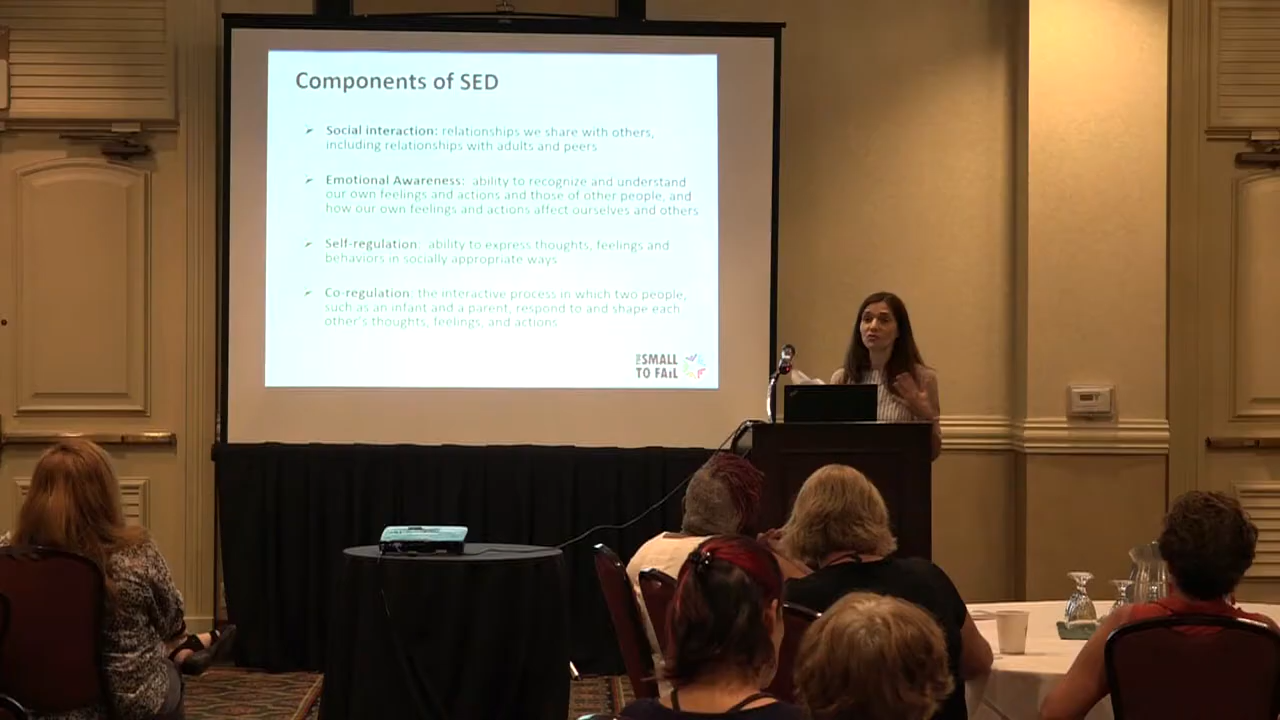 Components of SED
➢ Social interaction: relationships we share with others,
including relationships with adults and peers
➢ Emotional Awareness: ability to recognize and understand
our own feelings and actions and those of other people, and
how our own feelings and actions affect ourselves and others
➢ Self-regulation: ability to express thoughts, feelings and
behaviors in socially appropriate ways
➢ Co-regulation: the interactive process in which two people,
such as an infant and a parent, respond to and shape each
other's thoughts, feelings, and actions
TOO SMALL
TO FAIL